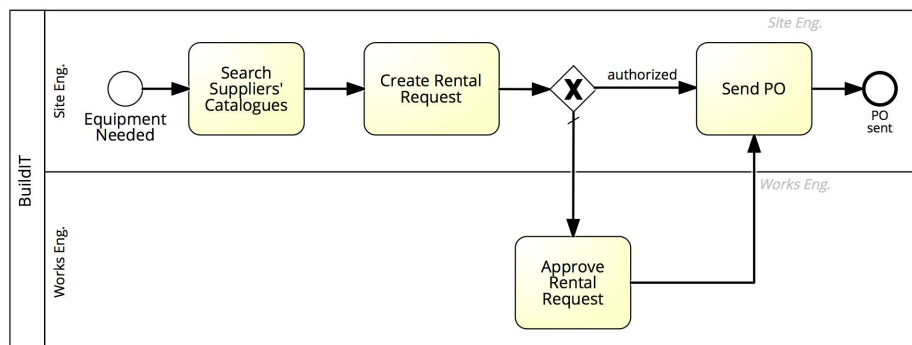 BuildIT
Site Eng.
Site Eng.
Equipment
Needed
Search
Suppliers'
Catalogues
Create Rental
Request
X
authorized
Send PO
PO
sent
Works Eng.
Works Eng.
Approve
Rental
Request